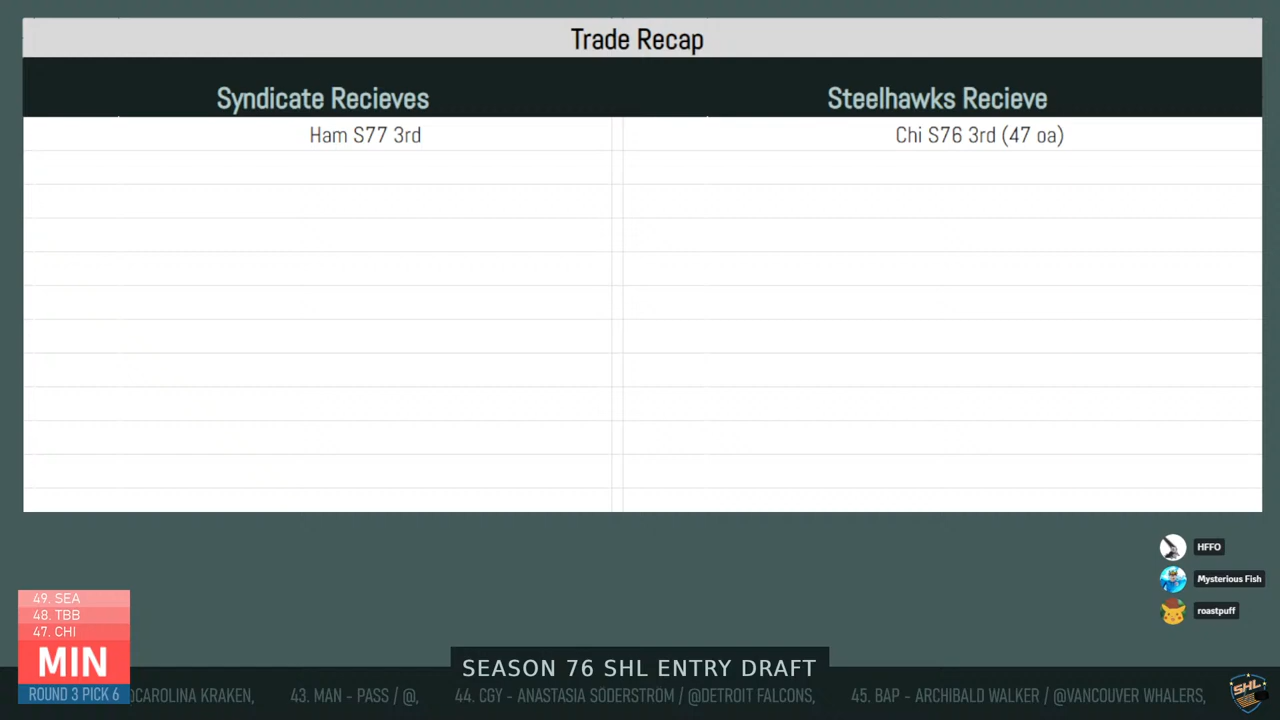 Trade Recap
Syndicate Recieves
Steelhawks Recieve
Ham S77 3rd
Chi S76 3rd (47 oa)
HFFO
Mysterious Fish
roastpuff
49. SEA
48. TBB
47. CHI
MIN
ROUND 3 PICK 6
SEASON 76 SHL ENTRY DRAFT
@CAROLINA KRAKEN, 43. MAN - PASS / @, 44. CGY - ANASTASIA SÖDERSTROM / @DETROIT FALCONS, 45. BAP - ARCHIBALD WALKER / @VANCOUVER WHALERS,
SHL